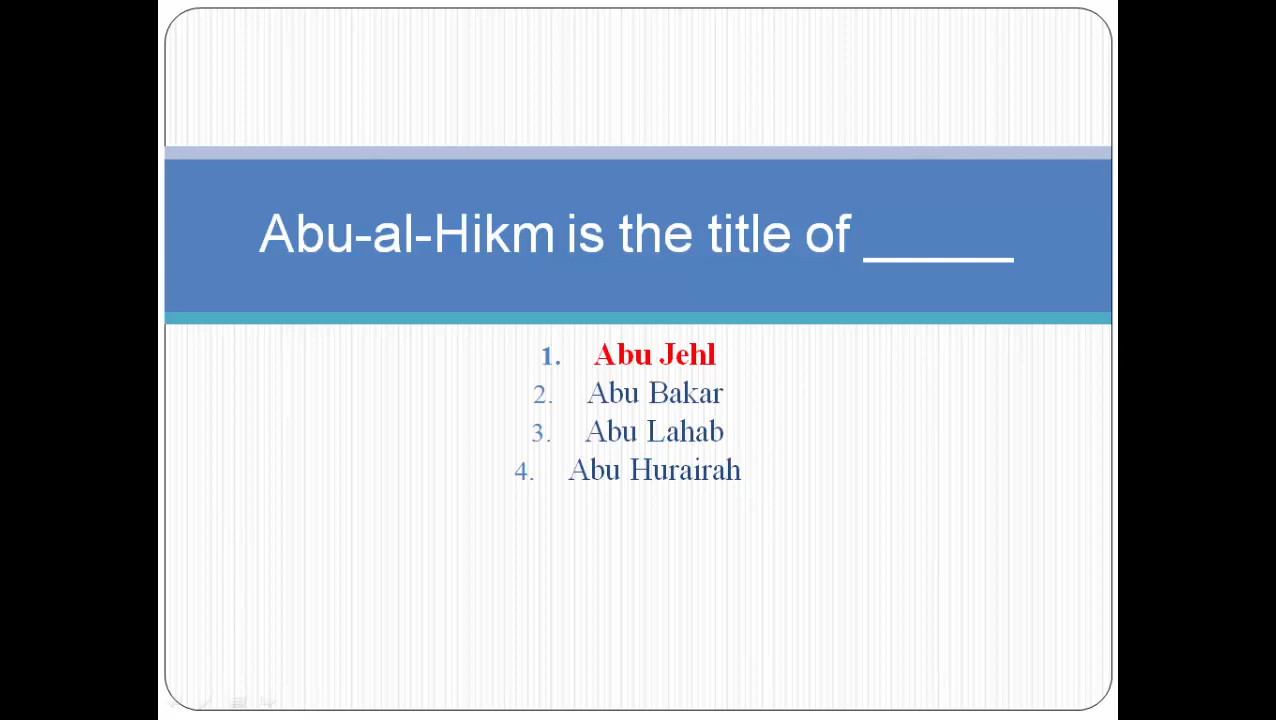 Abu-al-Hikm is the title of ______
1. Abu Jehl
2. Abu Bakar
3. Abu Lahab
4. Abu Hurairah